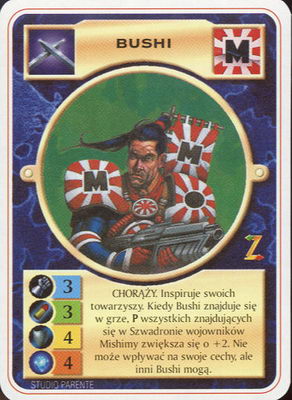 BUSHI
M
M
M
3
3
4
4
CHORĄŻY. Inspiruje swoich
towarzyszy. Kiedy Bushi znajduje się
w grze, P wszystkich znajdujących
się w Szwadronie wojowników
Mishimy zwiększa się o +2. Nie
może wpływać na swoje cechy, ale
inni Bushi mogą.
Z
STUDIO PARENTE